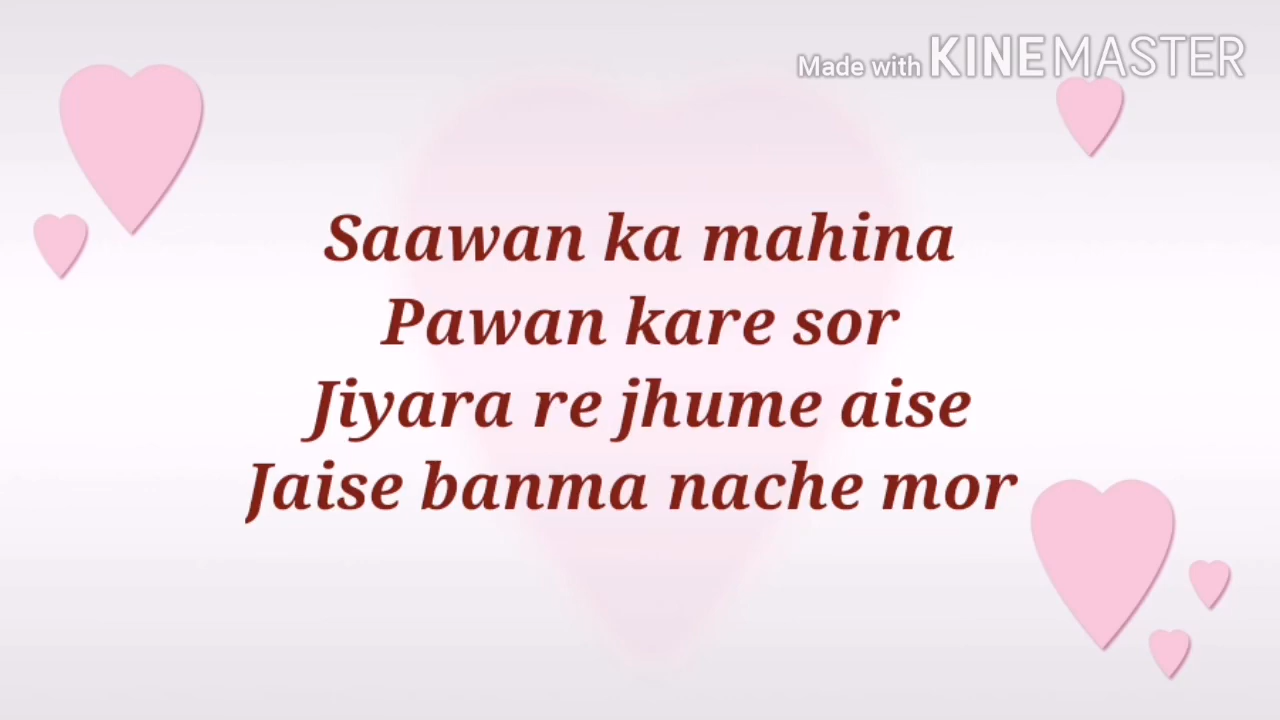 Made with KINEMASTER
Saawan ka mahina
Pawan kare sor
Jiyara re jhume aise
Jaise banma nache mor